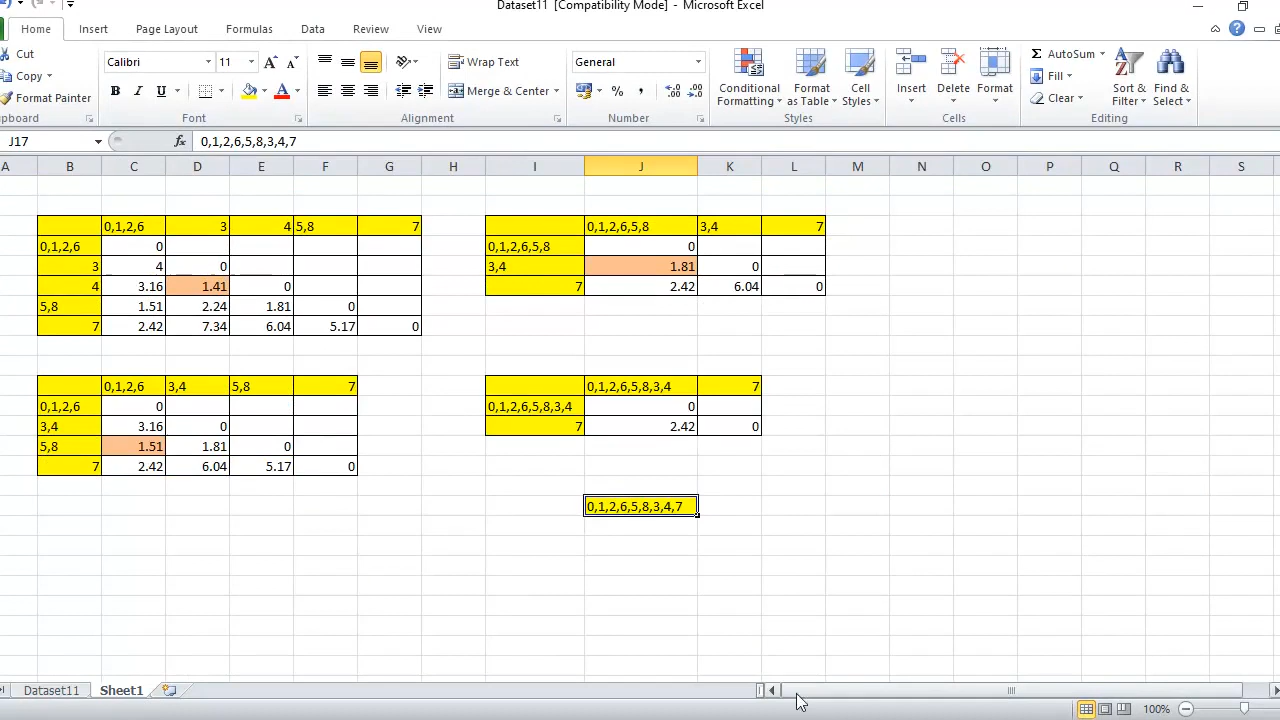 Dataset11 [Compatibility Mode] - Microsoft Excel
Home Insert Page Layout Formulas Data Review View
Cut
Copy
Format Painter
Calibri 11
B I U A
Wrap Text
Merge & Center
General
% , .0 .00 .00 .0
Conditional Formatting
Format as Table
Cell Styles
Insert Delete Format
Σ AutoSum
Fill
Clear
Sort & Filter
Find & Select
Font Alignment Number Styles Cells Editing
J17 fx 0,1,2,6,5,8,3,4,7
A B C D E F G H I J K L M N O P Q R S
0,1,2,6 3 4 5,8 7
0,1,2,6 0
3 4 0
4 3.16 1.41 0
5,8 1.51 2.24 1.81 0
7 2.42 7.34 6.04 5.17 0
0,1,2,6,5,8 3,4 7
0,1,2,6,5,8 0
3,4 1.81 0
7 2.42 6.04 0
0,1,2,6 3,4 5,8 7
0,1,2,6 0
3,4 3.16 0
5,8 1.51 1.81 0
7 2.42 6.04 5.17 0
0,1,2,6,5,8,3,4 7
0,1,2,6,5,8,3,4 0
7 2.42 0
0,1,2,6,5,8,3,4,7
Dataset11 Sheet1
100%